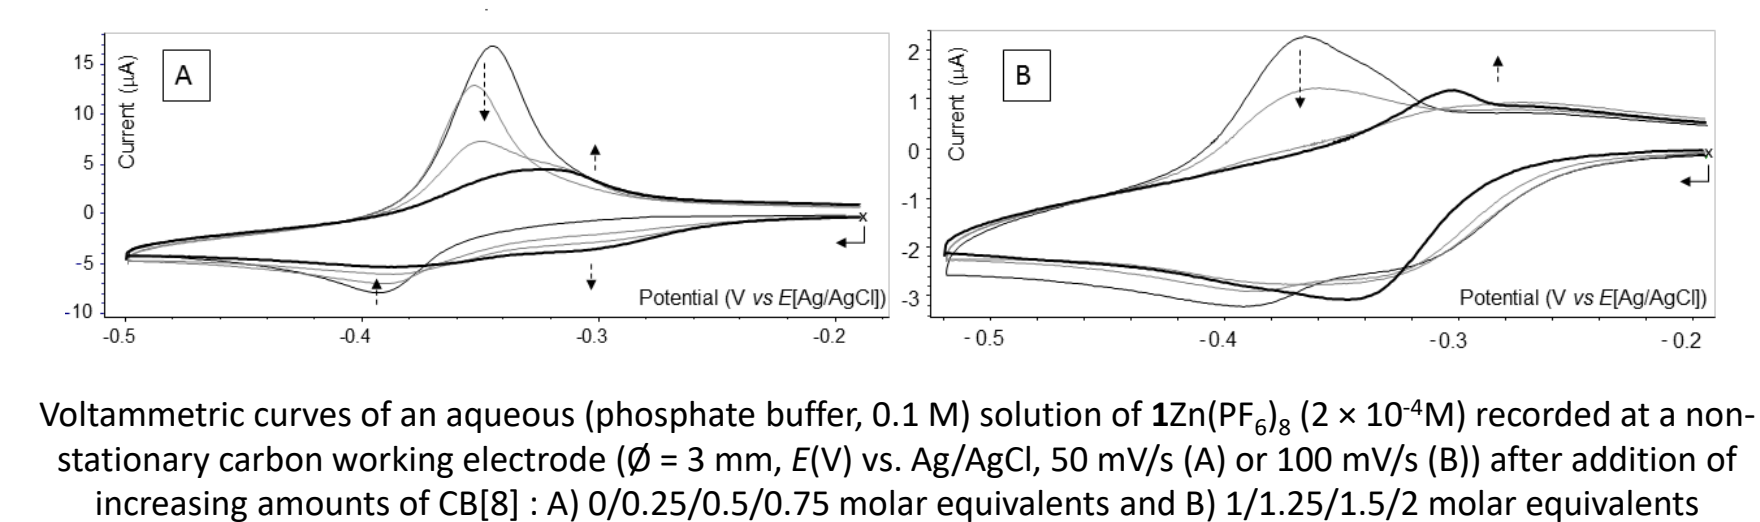 A
Current (μA)
15
10
5
0
-5
-10
x
Potential (V vs E[Ag/AgCl])
-0.5
-0.4
-0.3
-0.2
B
Current (μA)
2
1
0
-1
-2
-3
x
Potential (V vs E[Ag/AgCl])
-0.5
-0.4
-0.3
-0.2
Voltammetric curves of an aqueous (phosphate buffer, 0.1 M) solution of 1Zn(PF₆)₈ (2 × 10⁻⁴M) recorded at a non-
stationary carbon working electrode (Ø = 3 mm, E(V) vs. Ag/AgCl, 50 mV/s (A) or 100 mV/s (B)) after addition of
increasing amounts of CB[8] : A) 0/0.25/0.5/0.75 molar equivalents and B) 1/1.25/1.5/2 molar equivalents